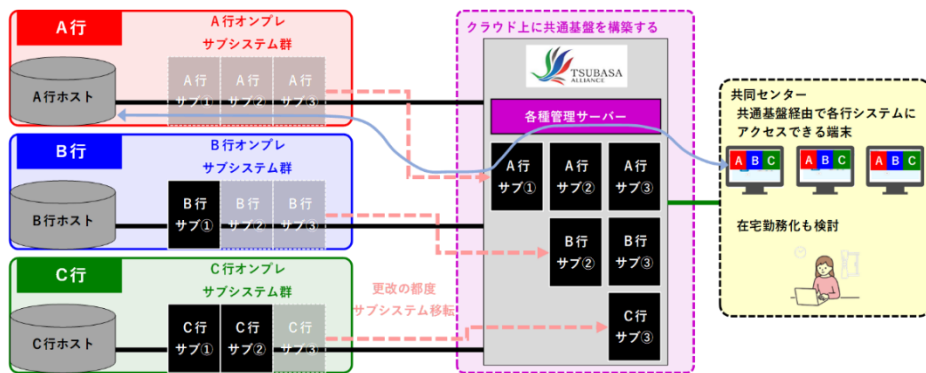 A行
A行オンプレ
サブシステム群
A行ホスト
A行
サブ①
A行
サブ②
A行
サブ③
B行
B行オンプレ
サブシステム群
B行ホスト
B行
サブ①
B行
サブ②
B行
サブ③
C行
C行オンプレ
サブシステム群
C行ホスト
C行
サブ①
C行
サブ②
C行
サブ③
更改の都度
サブシステム移転
クラウド上に共通基盤を構築する
TSUBASA
ALLIANCE
各種管理サーバー
A行
サブ①
A行
サブ②
A行
サブ③
B行
サブ②
B行
サブ③
C行
サブ③
共同センター
共通基盤経由で各行システムに
アクセスできる端末
A B C
A B C
A B C
在宅勤務化も検討